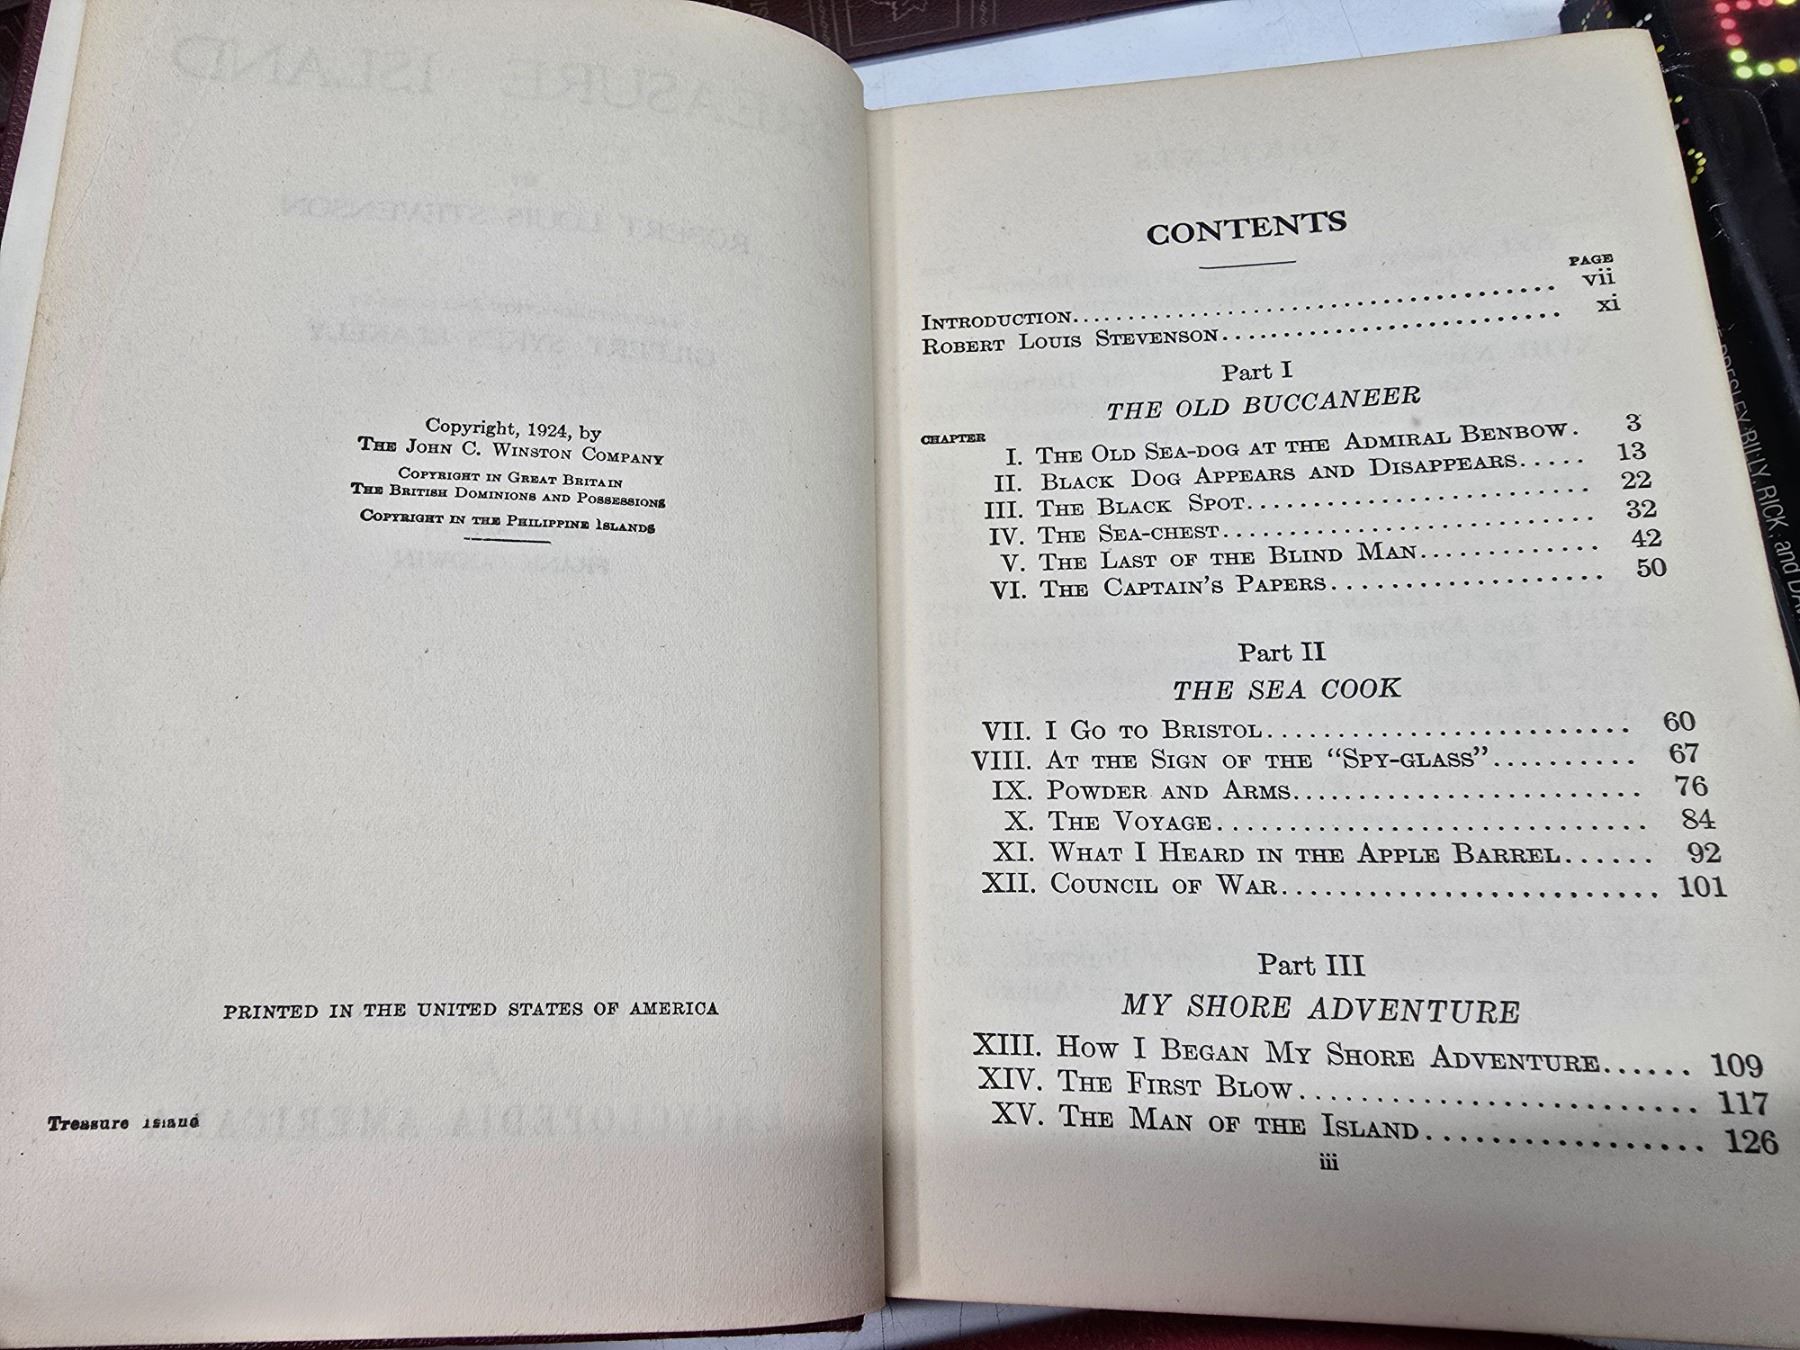 Copyright, 1924, by
THE JOHN C. WINSTON COMPANY
COPYRIGHT IN GREAT BRITAIN
THE BRITISH DOMINIONS AND POSSESSIONS
COPYRIGHT IN THE PHILIPPINE ISLANDS
PRINTED IN THE UNITED STATES OF AMERICA
Treasure Island
CONTENTS
PAGE
INTRODUCTION........................................ vii
ROBERT LOUIS STEVENSON............................ xi
Part I
THE OLD BUCCANEER
CHAPTER
I. THE OLD SEA-DOG AT THE ADMIRAL BENBOW. 3
II. BLACK DOG APPEARS AND DISAPPEARS..... 13
III. THE BLACK SPOT........................ 22
IV. THE SEA-CHEST.......................... 32
V. THE LAST OF THE BLIND MAN............. 42
VI. THE CAPTAIN'S PAPERS................... 50
Part II
THE SEA COOK
VII. I GO TO BRISTOL......................... 60
VIII. AT THE SIGN OF THE “SPY-GLASS”.......... 67
IX. POWDER AND ARMS........................ 76
X. THE VOYAGE.............................. 84
XI. WHAT I HEARD IN THE APPLE BARREL...... 92
XII. COUNCIL OF WAR.......................... 101
Part III
MY SHORE ADVENTURE
XIII. HOW I BEGAN MY SHORE ADVENTURE...... 109
XIV. THE FIRST BLOW........................... 117
XV. THE MAN OF THE ISLAND................... 126
iii
PRESLEY, BILLY, RICK, and